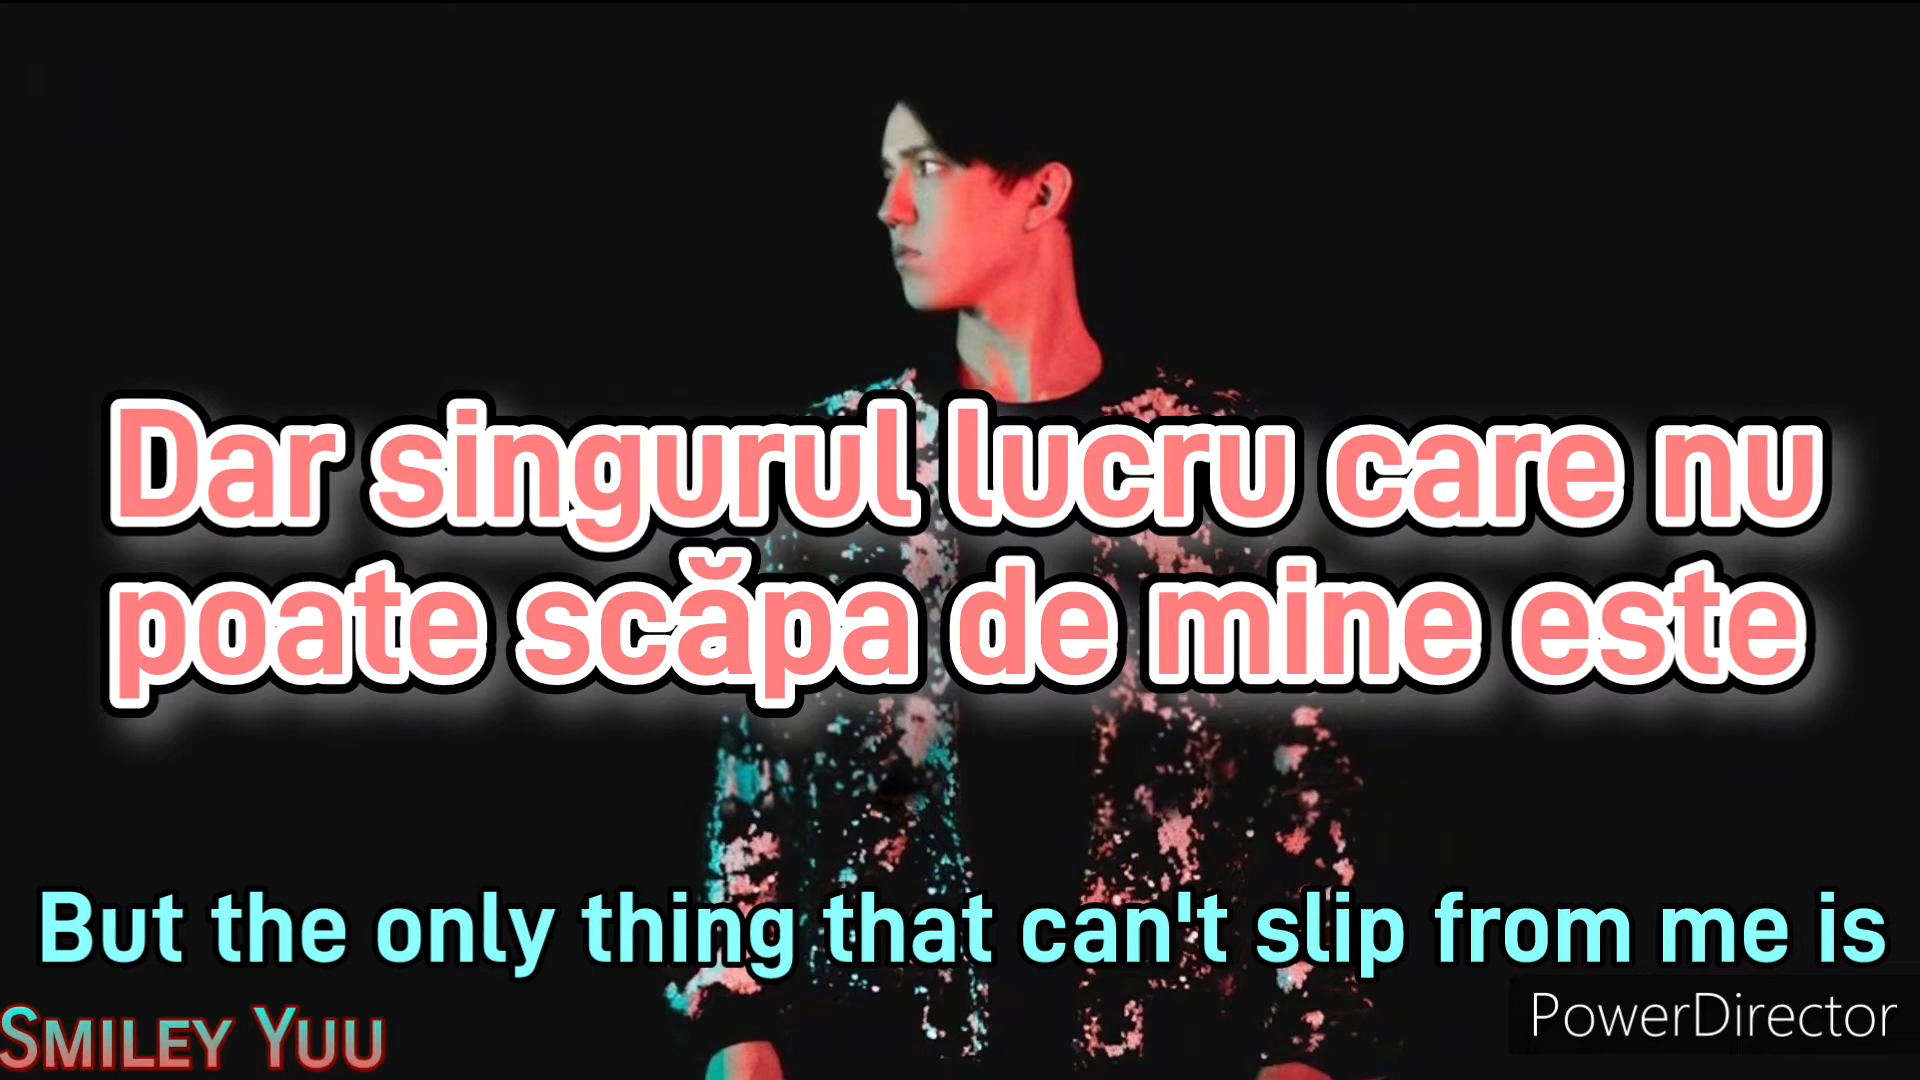 Dar singurul lucru care nu
poate scăpa de mine este
But the only thing that can't slip from me is
Smiley Yuu
PowerDirector